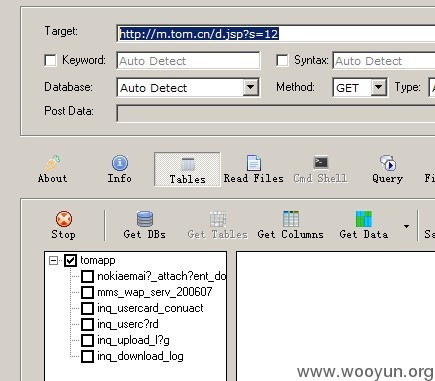 Target:
http://m.tom.cn/d.jsp?s=12
Keyword: Auto Detect Syntax: Auto Detect
Database: Auto Detect Method: GET Type:
Post Data:
About Info Tables Read Files Cmd Shell Query
Stop Get DBs Get Tables Get Columns Get Data
tomapp
nokiaemai?_attach?ent_do
mms_wap_serv_200607
inq_usercard_conuact
inq_userc?rd
inq_upload_l?g
inq_download_log
www.wooyun.org